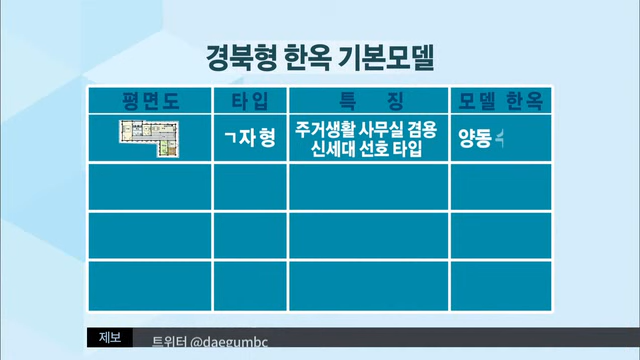 경북형 한옥 기본모델
평면도 타입 특 징 모델 한옥
ㄱ자형 주거생활 사무실 겸용 양동
신세대 선호 타입
제보 트위터 @daegumbc